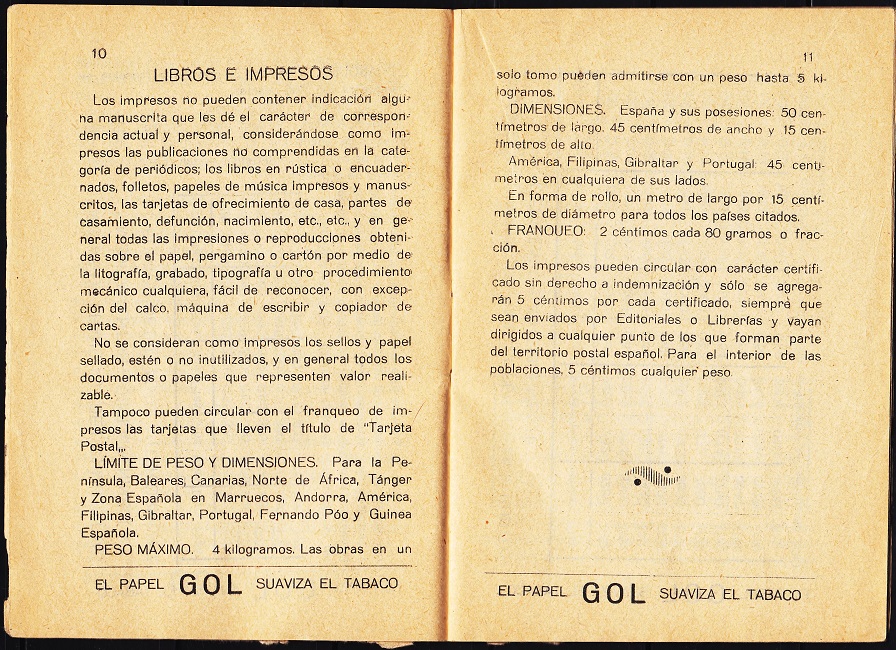 10
LIBROS E IMPRESOS
Los impresos no pueden contener indicación algu-
na manuscrita que les dé el carácter de correspon-
dencia actual y personal, considerándose como im-
presos las publicaciones no comprendidas en la cate-
goría de periódicos; los libros en rústica o encuader-
nados, folletos, papeles de música impresos y manus-
critos, las tarjetas de ofrecimiento de casa, partes de
casamiento, defunción, nacimiento, etc., etc., y en ge-
neral todas las impresiones o reproducciones obteni-
das sobre el papel, pergamino o cartón por medio de
la litografía, grabado, tipografía u otro procedimiento
mecánico cualquiera, fácil de reconocer, con excep-
ción del calco, máquina de escribir y copiador de
cartas.
No se consideran como impresos los sellos y papel
sellado, estén o no inutilizados, y en general todos los
documentos o papeles que representen valor reali-
zable.
Tampoco pueden circular con el franqueo de im-
presos las tarjetas que lleven el título de "Tarjeta
Postal„.
LÍMITE DE PESO Y DIMENSIONES. Para la Pe-
nínsula, Baleares, Canarias, Norte de África, Tánger
y Zona Española en Marruecos, Andorra, América,
Filipinas, Gibraltar, Portugal, Fernando Póo y Guinea
Española.
PESO MÁXIMO. 4 kilogramos. Las obras en un
EL PAPEL GOL SUAVIZA EL TABACO
11
solo tomo pueden admitirse con un peso hasta 5 ki-
logramos.
DIMENSIONES. España y sus posesiones: 50 cen-
tímetros de largo, 45 centímetros de ancho y 15 cen-
tímetros de alto.
América, Filipinas, Gibraltar y Portugal: 45 centí-
metros en cualquiera de sus lados.
En forma de rollo, un metro de largo por 15 centí-
metros de diámetro para todos los países citados.
FRANQUEO: 2 céntimos cada 80 gramos o frac-
ción.
Los impresos pueden circular con carácter certifi-
cado sin derecho a indemnización y sólo se agrega-
rán 5 céntimos por cada certificado, siempre que
sean enviados por Editoriales o Librerías y vayan
dirigidos a cualquier punto de los que forman parte
del territorio postal español. Para el interior de las
poblaciones, 5 céntimos cualquier peso.
EL PAPEL GOL SUAVIZA EL TABACO